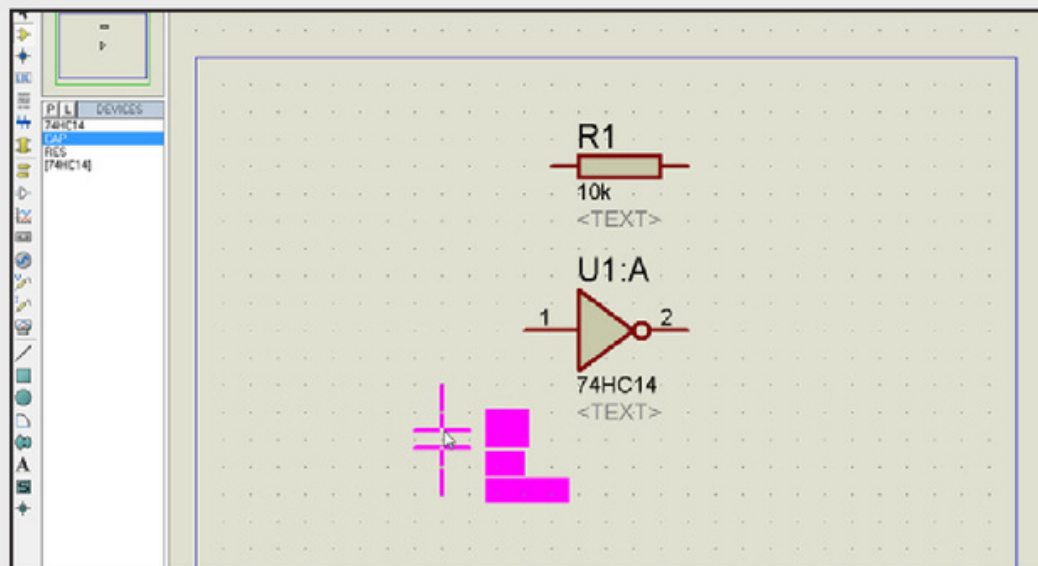 P L DEVICES
74HC14
CAP
RES
[74HC14]
R1
10k
<TEXT>
U1:A
1 2
74HC14
<TEXT>
A